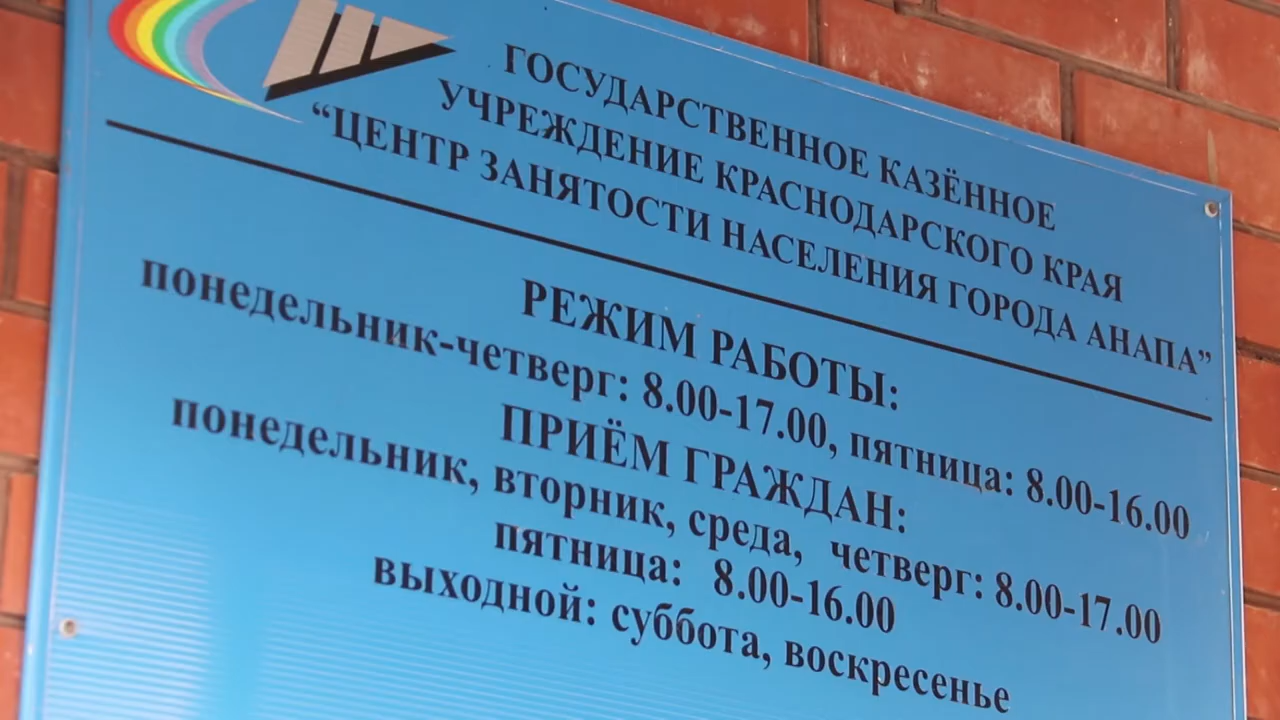 ГОСУДАРСТВЕННОЕ КАЗЁННОЕ
УЧРЕЖДЕНИЕ КРАСНОДАРСКОГО КРАЯ
“ЦЕНТР ЗАНЯТОСТИ НАСЕЛЕНИЯ ГОРОДА АНАПА”
РЕЖИМ РАБОТЫ:
понедельник-четверг: 8.00-17.00, пятница: 8.00-16.00
ПРИЁМ ГРАЖДАН:
понедельник, вторник, среда, четверг: 8.00-17.00
пятница: 8.00-16.00
выходной: суббота, воскресенье